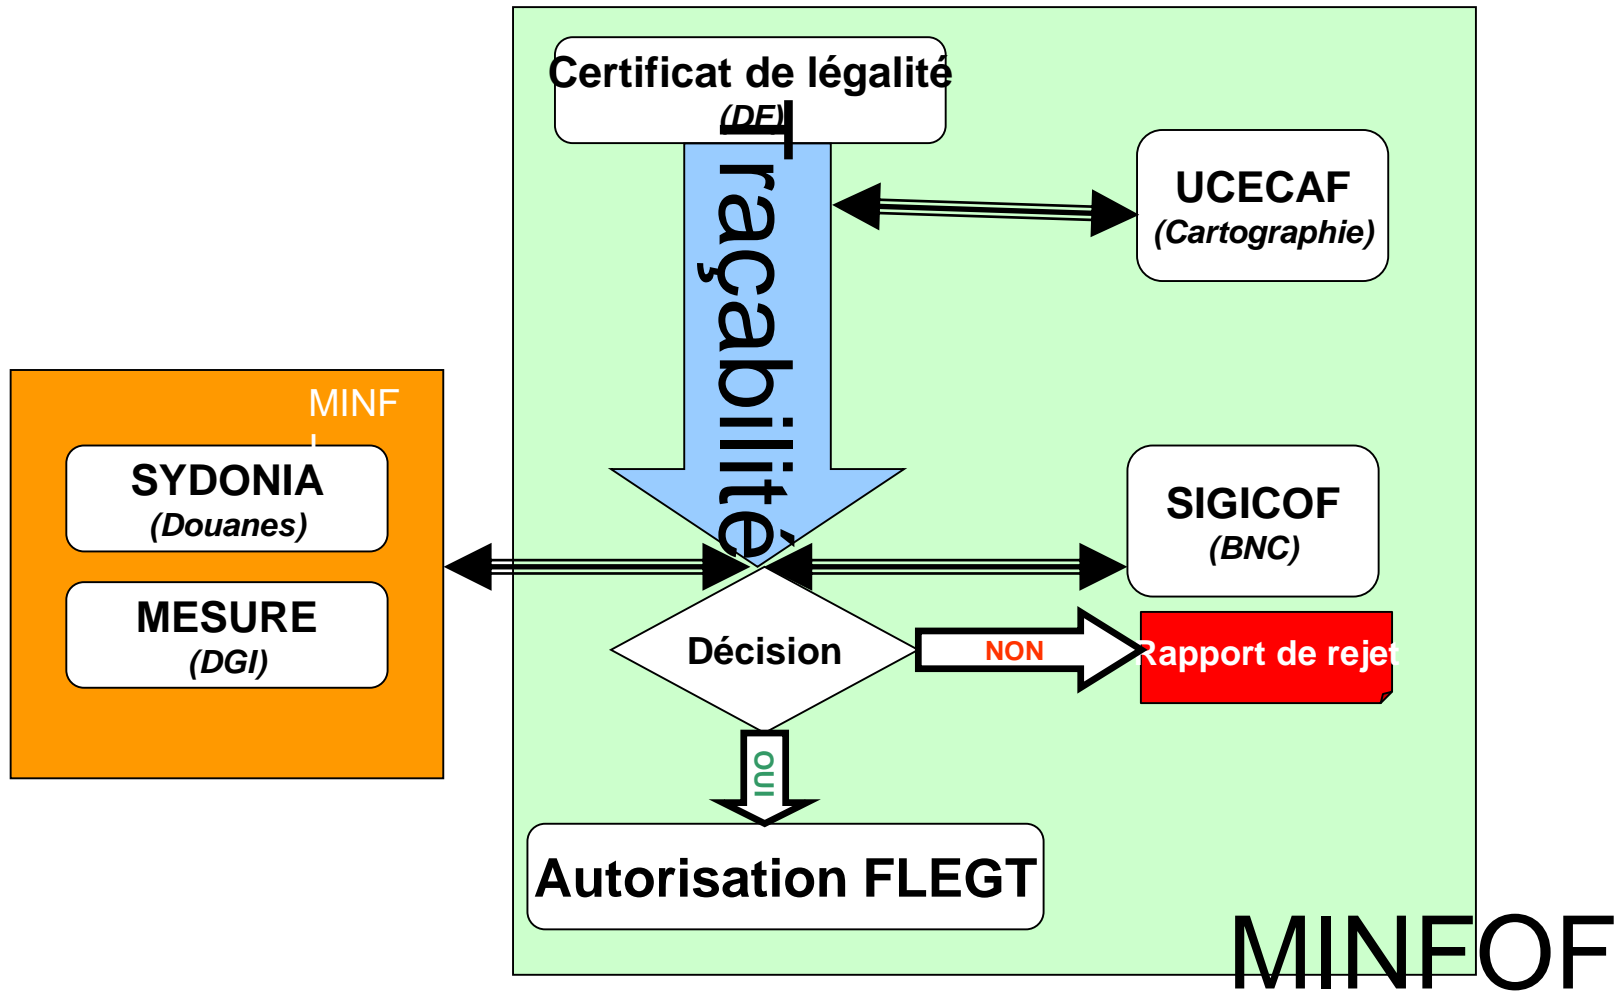 Certificat de légalité
(DF)
Traçabilité
UCECAF
(Cartographie)
MINF
I
SYDONIA
(Douanes)
MESURE
(DGI)
SIGICOF
(BNC)
Décision
NON
Rapport de rejet
OUI
Autorisation FLEGT
MINFOF